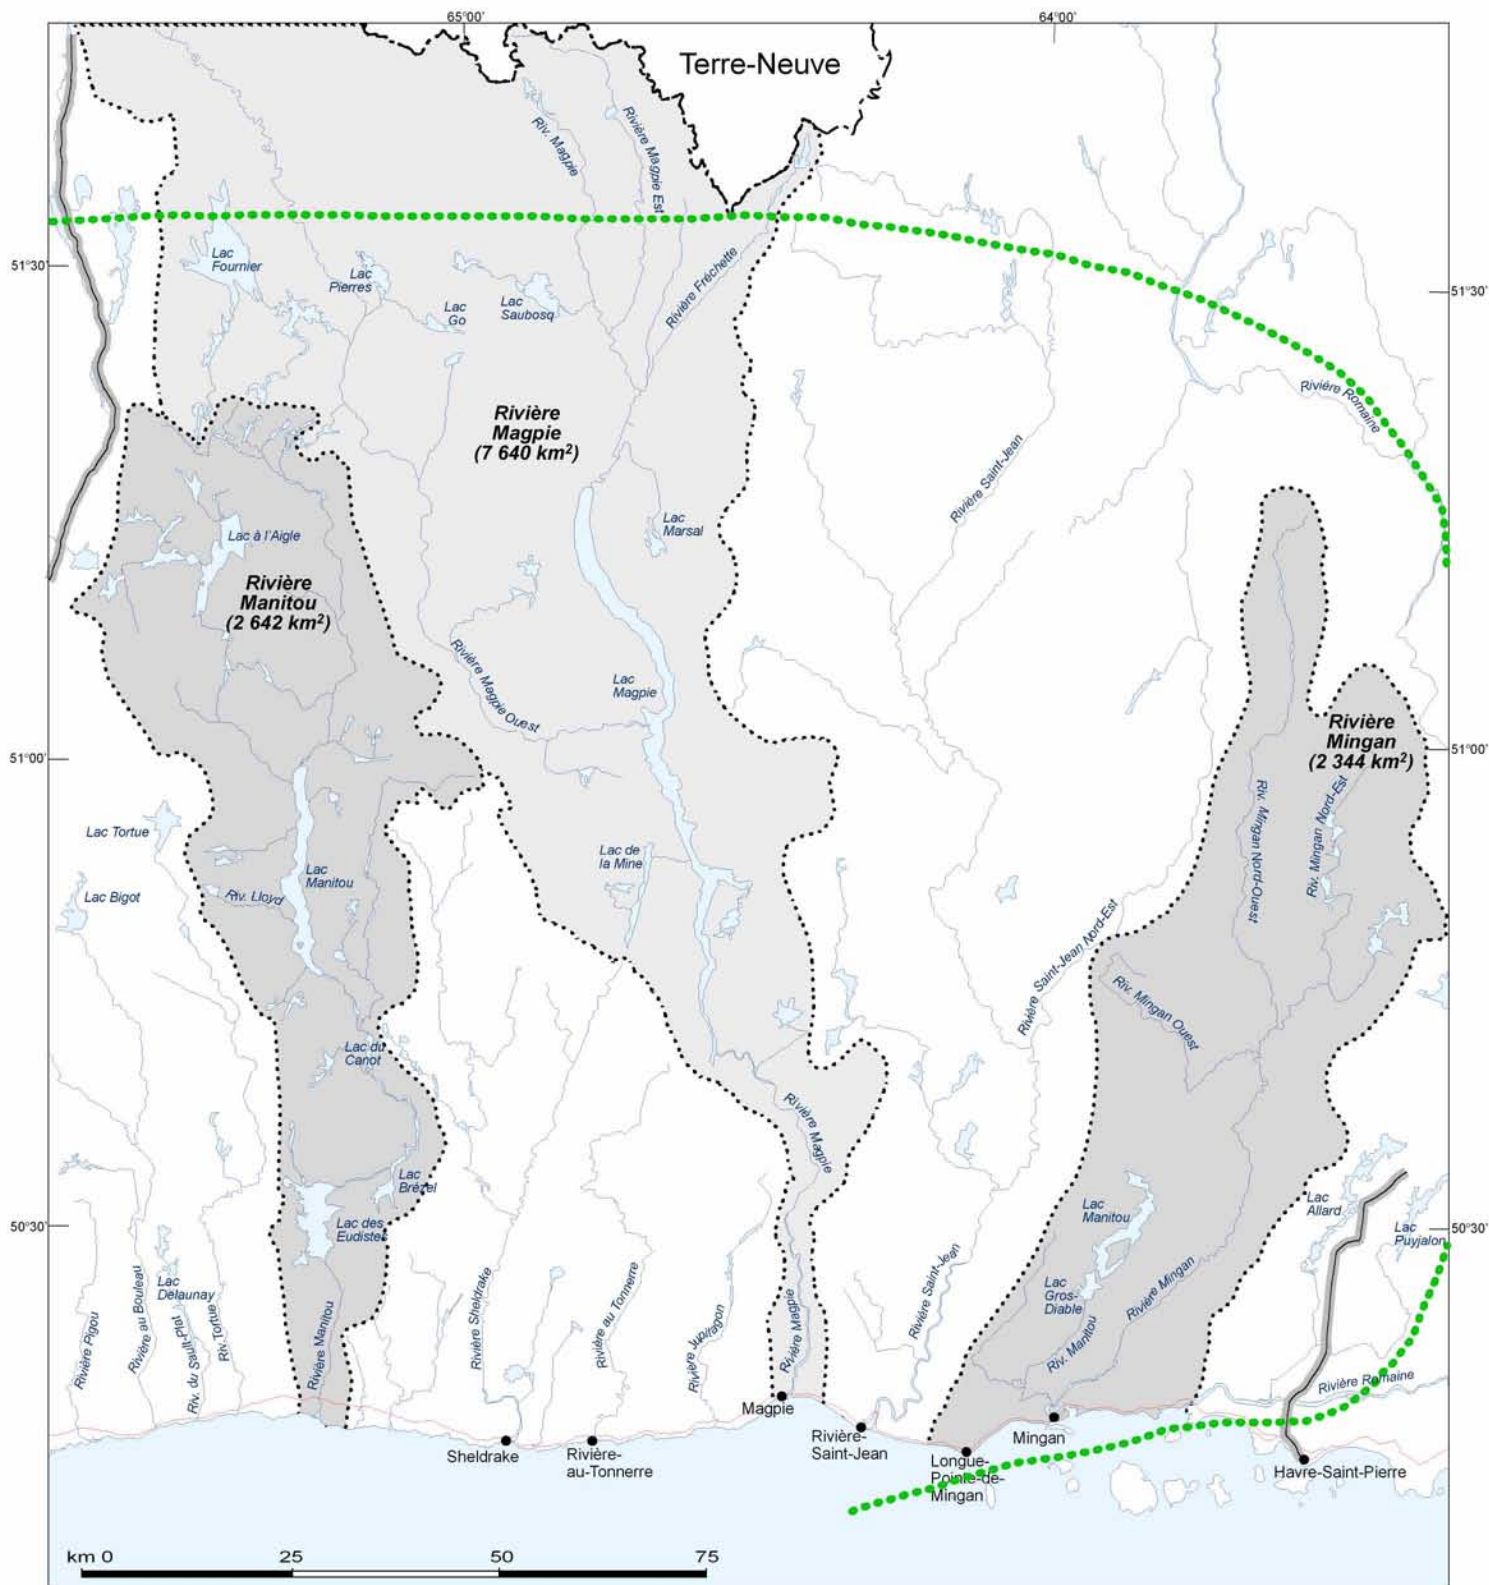 65°00'
64°00'
Terre-Neuve
Riv. Magpie
Rivière Magpie Est
51°30'
51°30'
Lac
Fournier
Lac
Pierres
Lac
Go
Lac
Saubosq
Rivière Fréchette
Rivière Romaine
Rivière
Magpie
(7 640 km²)
Rivière Saint-Jean
Lac
Marsal
Lac à l'Aigle
Rivière
Manitou
(2 642 km²)
Rivière Magpie Ouest
Lac
Magpie
Rivière
Mingan
(2 344 km²)
51°00'
51°00'
Riv. Mingan Nord-Ouest
Riv. Mingan Nord-Est
Lac Tortue
Lac de
la Mine
Lac
Manitou
Lac Bigot
Riv. Lloyd
Rivière Saint-Jean Nord-Est
Riv. Mingan Ouest
Lac du
Canot
Rivière Magpie
Lac
Brézel
Lac des
Eudistes
Lac
Manitou
Lac
Allard
Lac
Puyjalon
50°30'
50°30'
Lac
Delaunay
Lac
Gros-
Diable
Rivière Pigou
Rivière au Bouleau
Riv. du Sault-Plat
Riv. Tortue
Rivière Manitou
Rivière Sheldrake
Rivière au Tonnerre
Rivière Jupitagon
Rivière Magpie
Rivière Saint-Jean
Riv. Manitou
Rivière Mingan
Rivière Romaine
Magpie
Sheldrake
Rivière-
au-Tonnerre
Rivière-
Saint-Jean
Longue-
Pointe-de-
Mingan
Mingan
Havre-Saint-Pierre
km 0 25 50 75